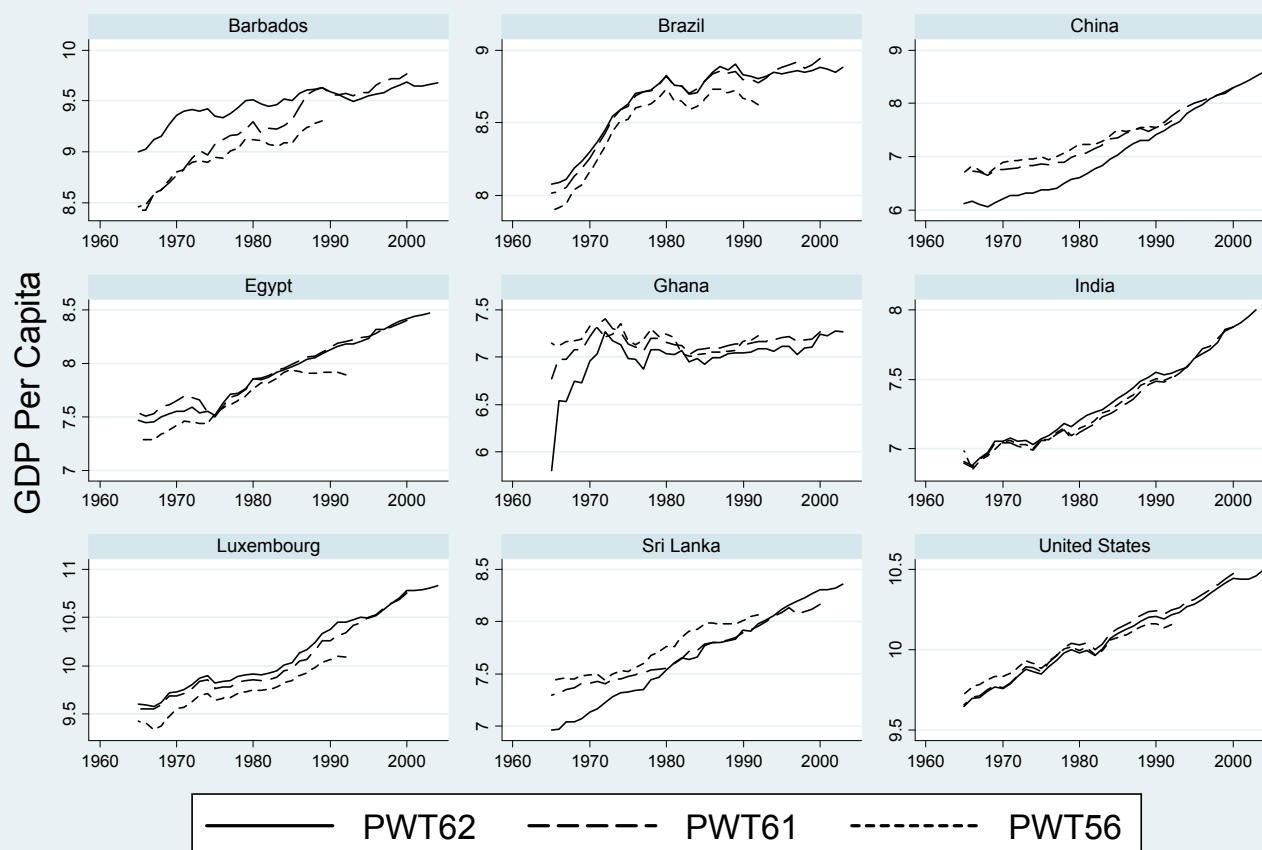 GDP Per Capita
Barbados
10
9.5
9
8.5
1960 1970 1980 1990 2000
Brazil
9
8.5
8
1960 1970 1980 1990 2000
China
9
8
7
6
1960 1970 1980 1990 2000
Egypt
8.5
8
7.5
7
1960 1970 1980 1990 2000
Ghana
7.5
7
6.5
6
1960 1970 1980 1990 2000
India
8
7.5
7
1960 1970 1980 1990 2000
Luxembourg
11
10.5
10
9.5
1960 1970 1980 1990 2000
Sri Lanka
8.5
8
7.5
7
1960 1970 1980 1990 2000
United States
10.5
10
9.5
1960 1970 1980 1990 2000
PWT62 PWT61 PWT56